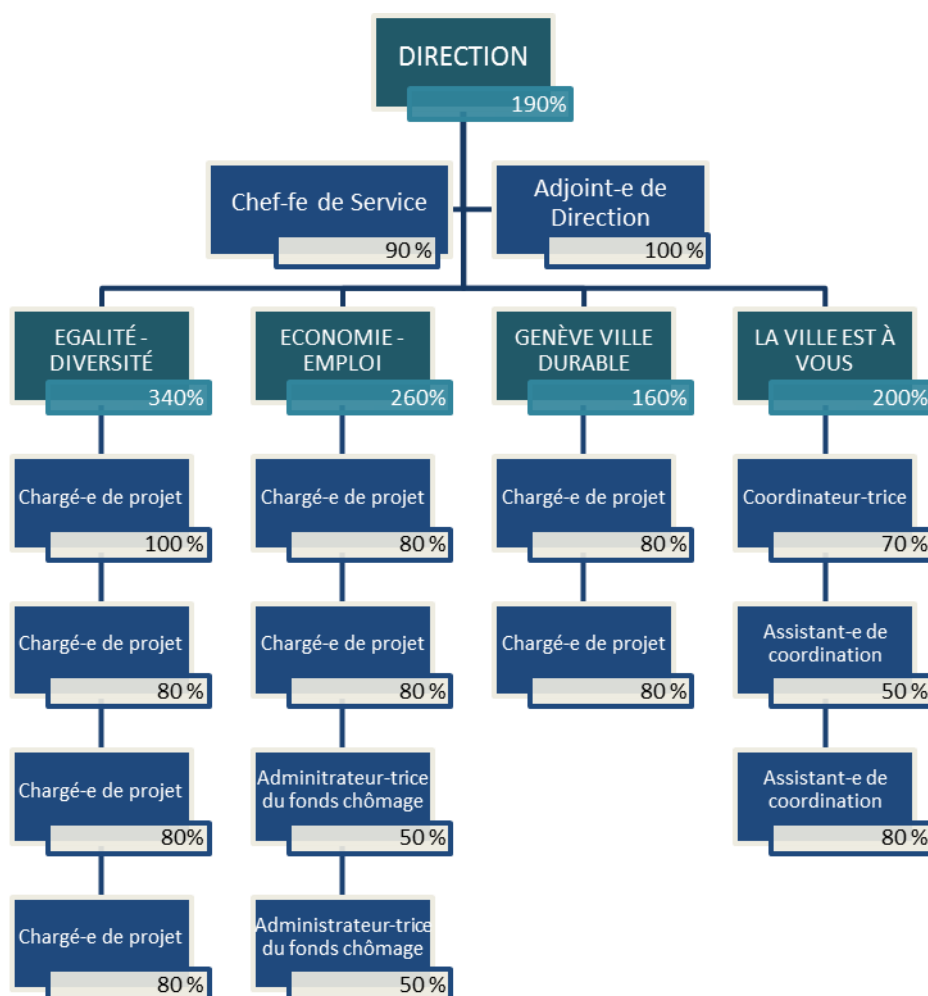 DIRECTION
190%
Chef-fe de Service
90 %
Adjoint-e de
Direction
100 %
EGALITÉ -
DIVERSITÉ
340%
Chargé-e de projet
100 %
Chargé-e de projet
80 %
Chargé-e de projet
80%
Chargé-e de projet
80 %
ECONOMIE -
EMPLOI
260%
Chargé-e de projet
80 %
Chargé-e de projet
80 %
Adminitrateur-trice
du fonds chômage
50 %
Administrateur-trice
du fonds chômage
50 %
GENÈVE VILLE
DURABLE
160%
Chargé-e de projet
80 %
Chargé-e de projet
80 %
LA VILLE EST À
VOUS
200%
Coordinateur-trice
70 %
Assistant-e de
coordination
50 %
Assistant-e de
coordination
80 %